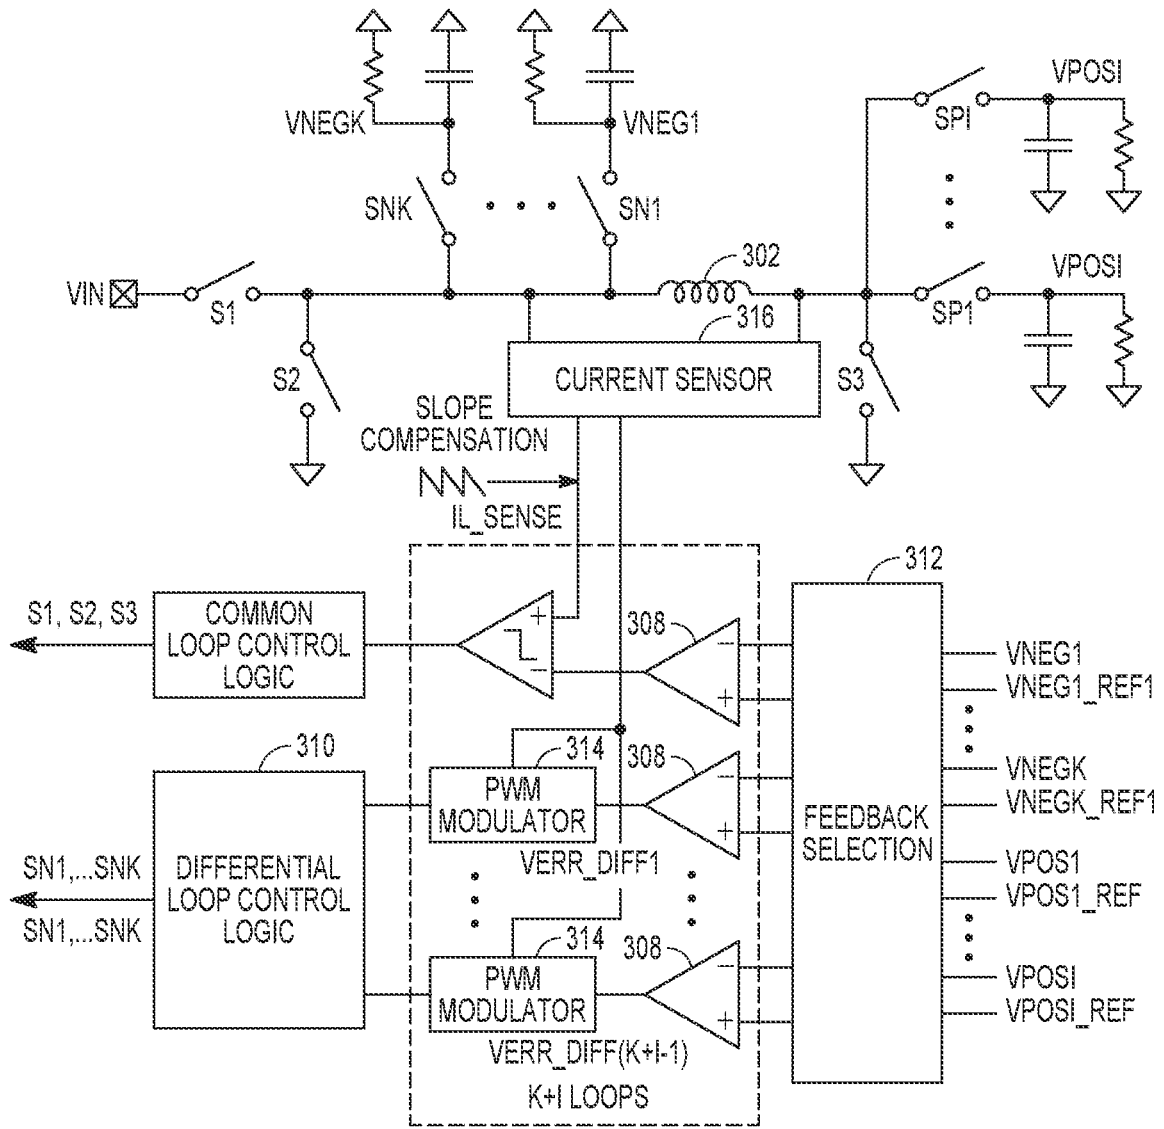 VNEGK
VNEG1
VPOSI
SPI
SNK
SN1
302
VPOSI
VIN
S1
SP1
316
S2
CURRENT SENSOR
S3
SLOPE
COMPENSATION
IL_SENSE
312
S1, S2, S3
COMMON
LOOP CONTROL
LOGIC
+
−
308
−
+
VNEG1
VNEG1_REF1
310
314
308
PWM
MODULATOR
−
+
VNEGK
VNEGK_REF1
FEEDBACK
SELECTION
VERR_DIFF1
SN1,...SNK
SN1,...SNK
DIFFERENTIAL
LOOP CONTROL
LOGIC
VPOS1
VPOS1_REF
314
308
PWM
MODULATOR
−
+
VPOSI
VPOSI_REF
VERR_DIFF(K+I-1)
K+I LOOPS